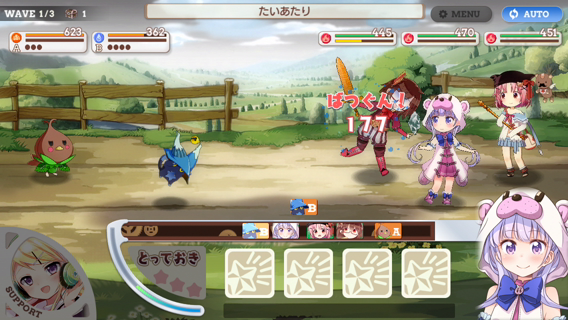 WAVE 1/3 1
たいあたり
MENU
AUTO
623
A
362
B
445
470
451
ばつぐん!
177
B
B
A
とっておき
SUPPORT